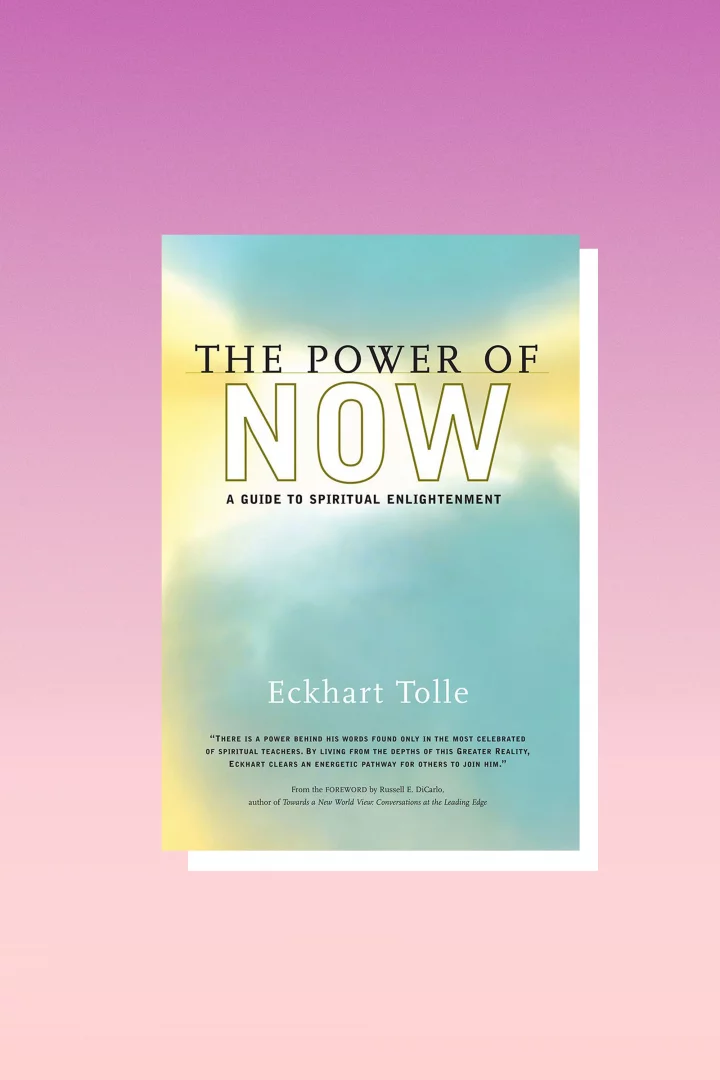 THE POWER OF
NOW
A GUIDE TO SPIRITUAL ENLIGHTENMENT
Eckhart Tolle
“THERE IS A POWER BEHIND HIS WORDS FOUND ONLY IN THE MOST CELEBRATED
OF SPIRITUAL TEACHERS. BY LIVING FROM THE DEPTHS OF THIS GREATER REALITY,
ECKHART CLEARS AN ENERGETIC PATHWAY FOR OTHERS TO JOIN HIM.”
From the FOREWORD by Russell E. DiCarlo,
author of Towards a New World View: Conversations at the Leading Edge